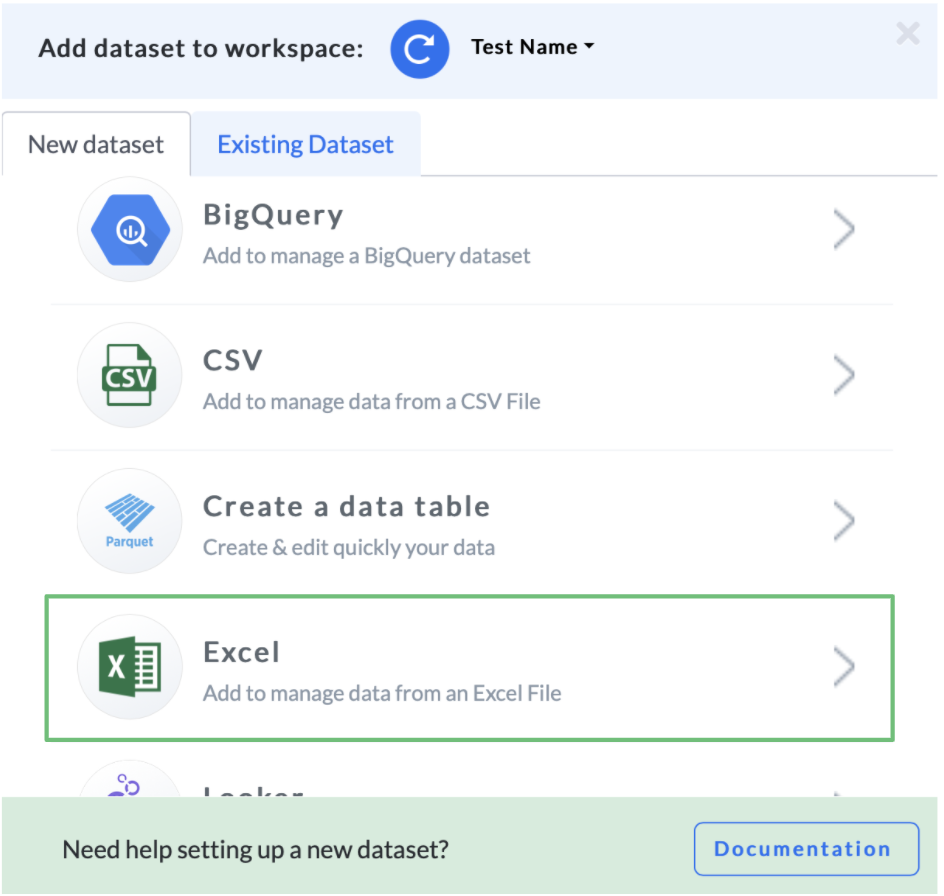 Add dataset to workspace:
Test Name
New dataset
Existing Dataset
BigQuery
Add to manage a BigQuery dataset
CSV
CSV
Add to manage data from a CSV File
Create a data table
Parquet
Create & edit quickly your data
X
Excel
Add to manage data from an Excel File
Looker
Need help setting up a new dataset?
Documentation